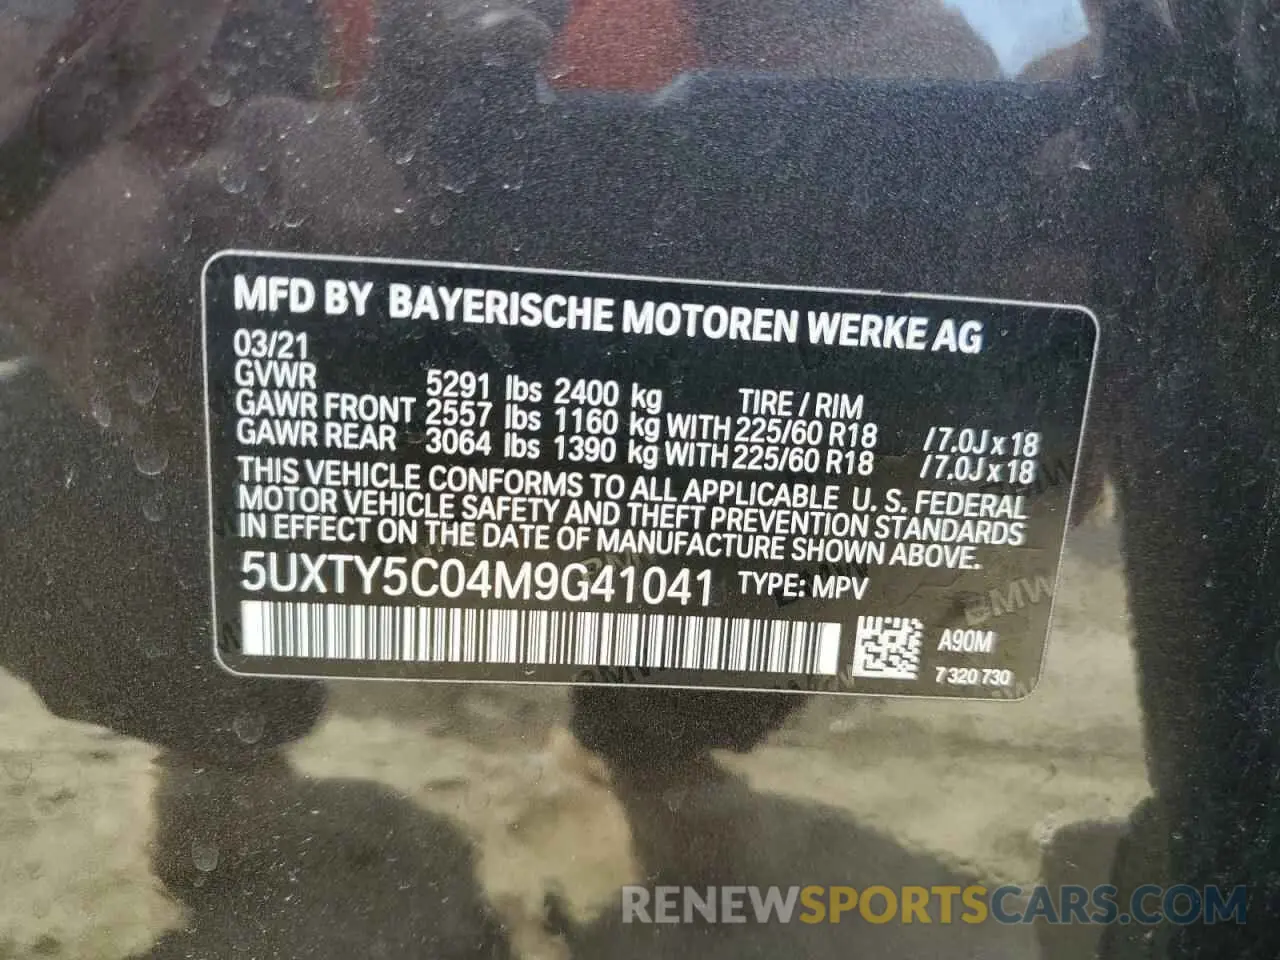 MFD BY BAYERISCHE MOTOREN WERKE AG
03/21
GVWR 5291 lbs 2400 kg TIRE / RIM
GAWR FRONT 2557 lbs 1160 kg WITH 225/60 R18 / 7.0J x 18
GAWR REAR 3064 lbs 1390 kg WITH 225/60 R18 / 7.0J x 18
THIS VEHICLE CONFORMS TO ALL APPLICABLE U. S. FEDERAL
MOTOR VEHICLE SAFETY AND THEFT PREVENTION STANDARDS
IN EFFECT ON THE DATE OF MANUFACTURE SHOWN ABOVE.
5UXTY5C04M9G41041 TYPE: MPV
A90M
7 320 730
RENEWSPORTSCARS.COM